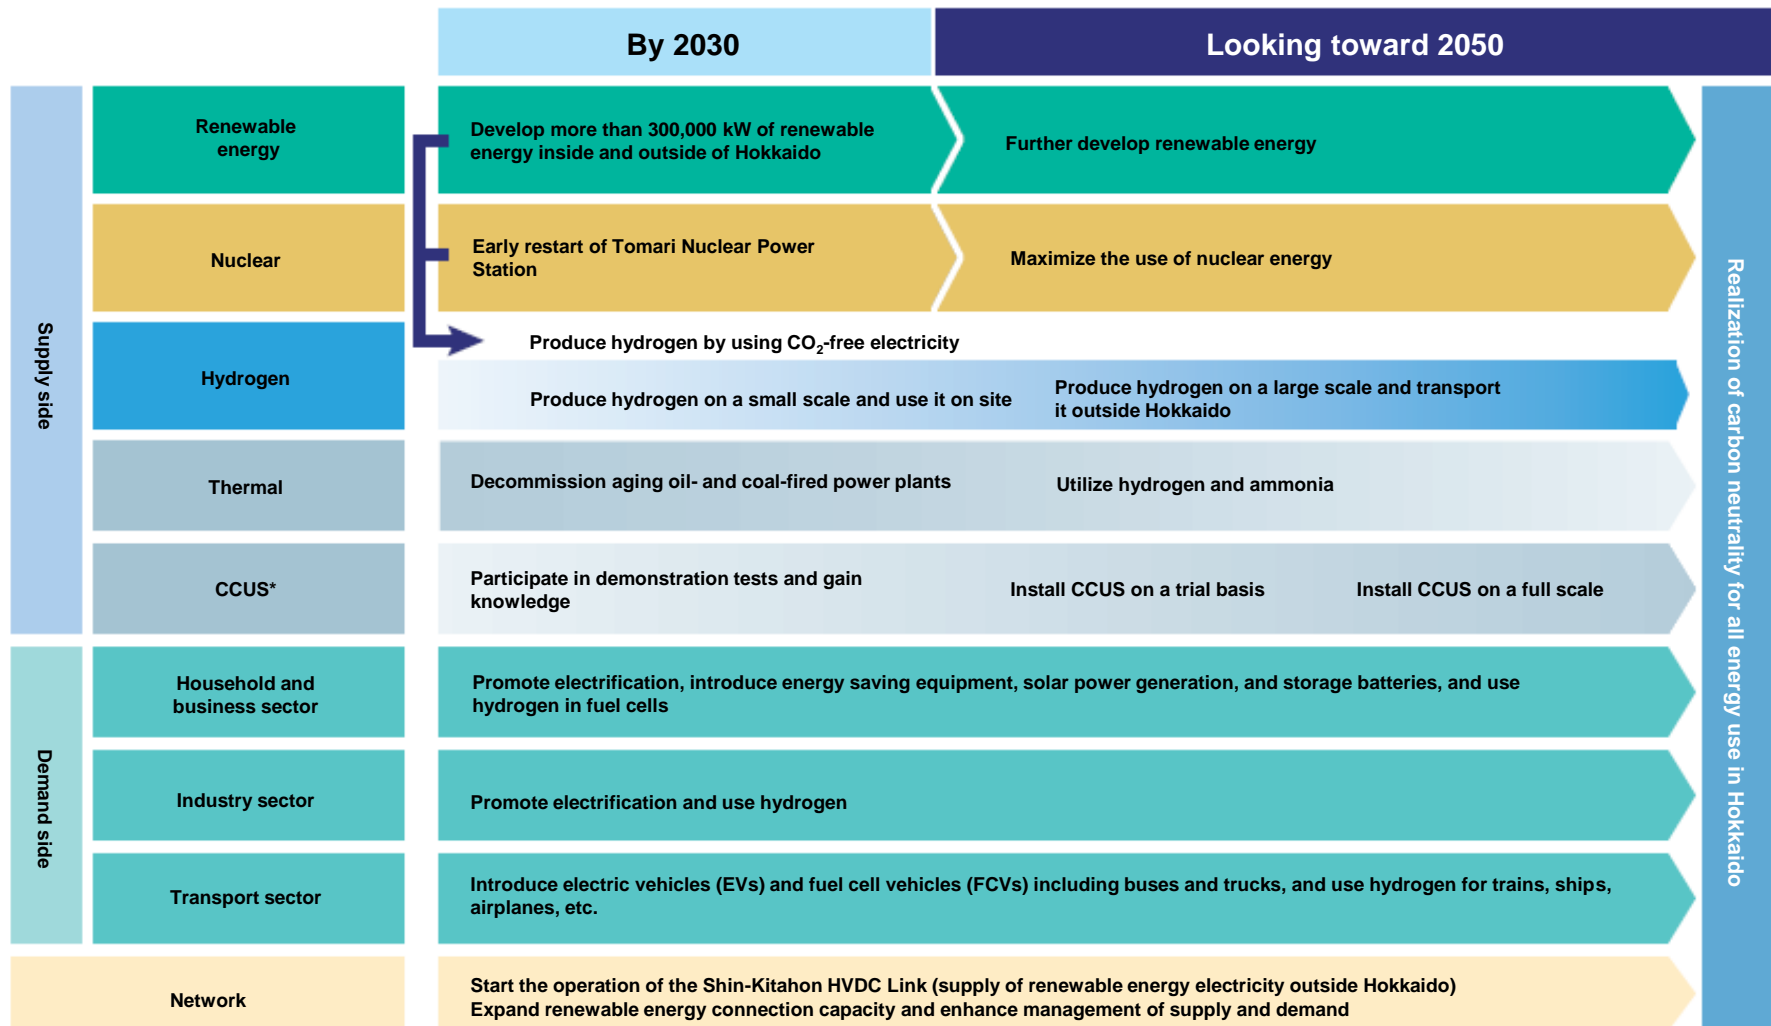 By 2030
Looking toward 2050
Supply side
Renewable
energy
Develop more than 300,000 kW of renewable
energy inside and outside of Hokkaido
Further develop renewable energy
Nuclear
Early restart of Tomari Nuclear Power
Station
Maximize the use of nuclear energy
Hydrogen
Produce hydrogen by using CO₂-free electricity
Produce hydrogen on a small scale and use it on site
Produce hydrogen on a large scale and transport
it outside Hokkaido
Thermal
Decommission aging oil- and coal-fired power plants
Utilize hydrogen and ammonia
CCUS*
Participate in demonstration tests and gain
knowledge
Install CCUS on a trial basis
Install CCUS on a full scale
Demand side
Household and
business sector
Promote electrification, introduce energy saving equipment, solar power generation, and storage batteries, and use
hydrogen in fuel cells
Industry sector
Promote electrification and use hydrogen
Transport sector
Introduce electric vehicles (EVs) and fuel cell vehicles (FCVs) including buses and trucks, and use hydrogen for trains, ships,
airplanes, etc.
Network
Start the operation of the Shin-Kitahon HVDC Link (supply of renewable energy electricity outside Hokkaido)
Expand renewable energy connection capacity and enhance management of supply and demand
Realization of carbon neutrality for all energy use in Hokkaido